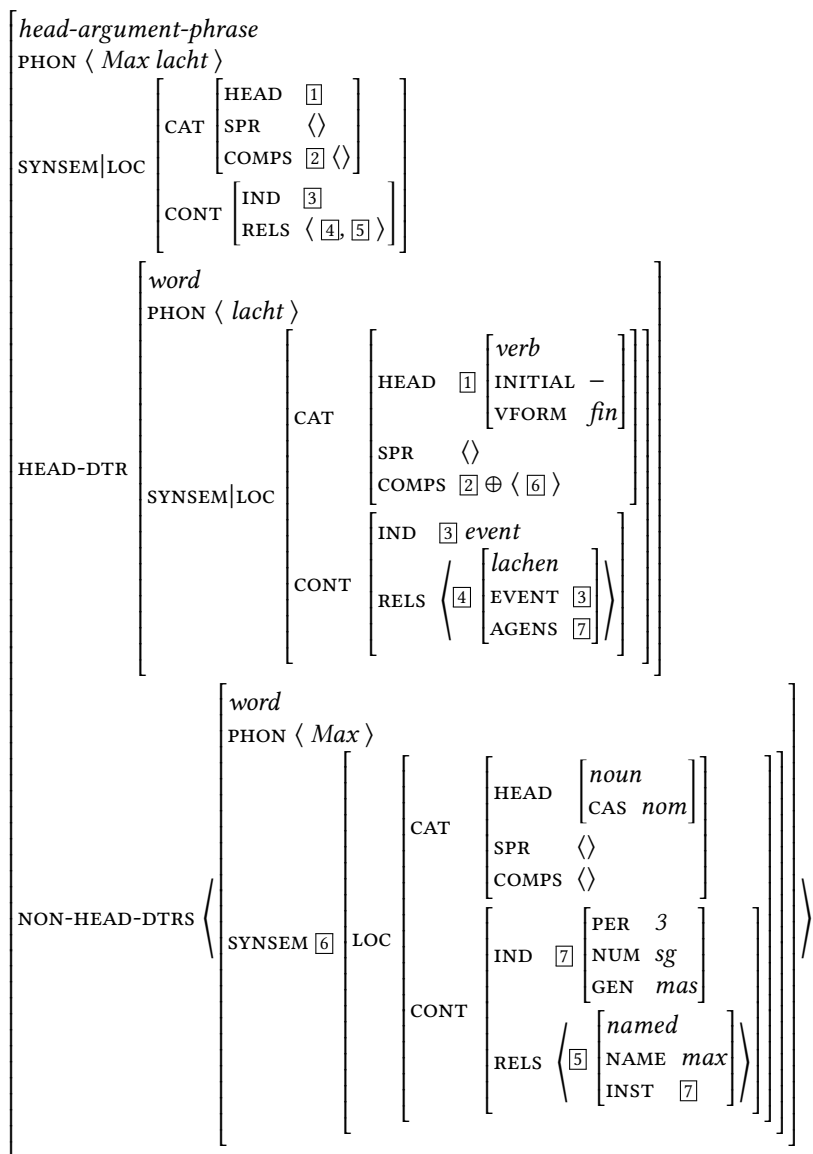 head-argument-phrase
PHON ⟨ Max lacht ⟩
HEAD 1
CAT SPR ⟨⟩
COMPS 2 ⟨⟩
SYNSEM|LOC
IND 3
CONT
RELS ⟨ 4, 5 ⟩
word
PHON ⟨ lacht ⟩
verb
HEAD 1 INITIAL −
VFORM fin
CAT
SPR ⟨⟩
HEAD-DTR
COMPS 2 ⊕ ⟨ 6 ⟩
SYNSEM|LOC
IND 3 event
lachen
CONT
RELS ⟨ 4 EVENT 3 ⟩
AGENS 7
word
PHON ⟨ Max ⟩
noun
HEAD
CAS nom
CAT
SPR ⟨⟩
COMPS ⟨⟩
NON-HEAD-DTRS ⟨ SYNSEM 6 LOC ⟩
PER 3
IND 7 NUM sg
GEN mas
CONT
named
RELS ⟨ 5 NAME max ⟩
INST 7